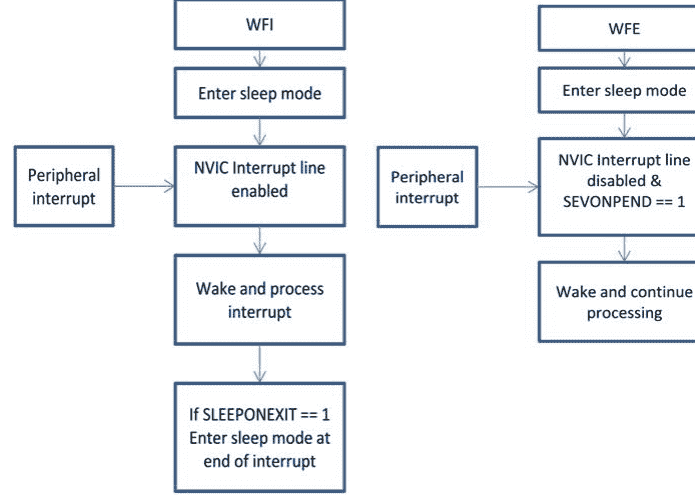 WFI
Enter sleep mode
Peripheral
interrupt
NVIC Interrupt line
enabled
Wake and process
interrupt
If SLEEPONEXIT == 1
Enter sleep mode at
end of interrupt
WFE
Enter sleep mode
Peripheral
interrupt
NVIC Interrupt line
disabled &
SEVONPEND == 1
Wake and continue
processing